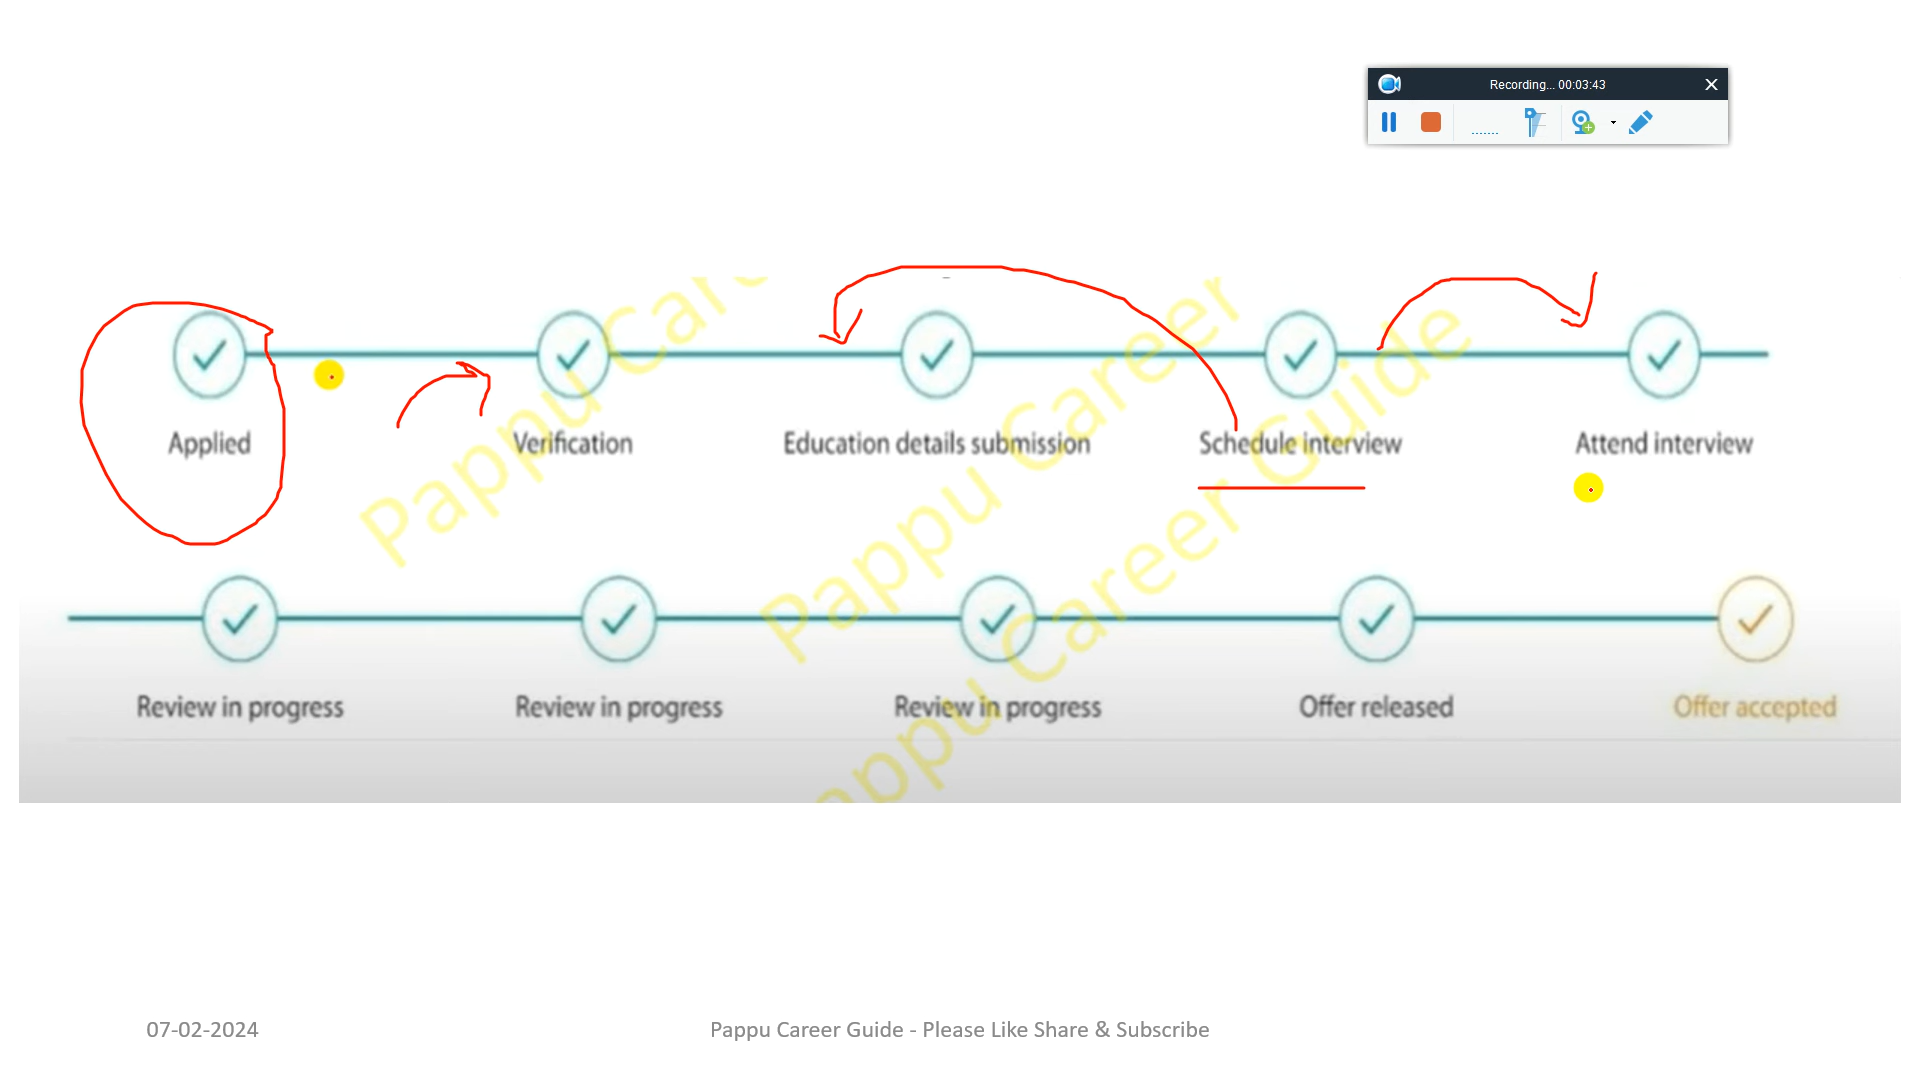 Recording... 00:03:43
Pappu Career
Pappu Career
Pappu Career Guide
Applied
Verification
Education details submission
Schedule interview
Attend interview
Review in progress
Review in progress
Review in progress
Offer released
Offer accepted
07-02-2024
Pappu Career Guide - Please Like Share & Subscribe